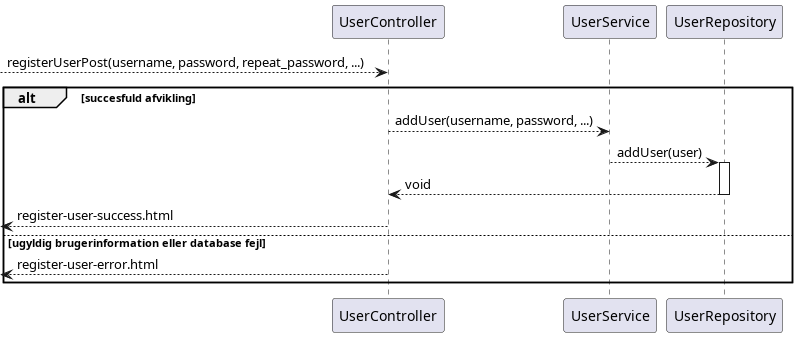 UserController UserService UserRepository
registerUserPost(username, password, repeat_password, ...)
alt [succesfuld afvikling]
addUser(username, password, ...)
addUser(user)
void
register-user-success.html
[ugyldig brugerinformation eller database fejl]
register-user-error.html
UserController UserService UserRepository